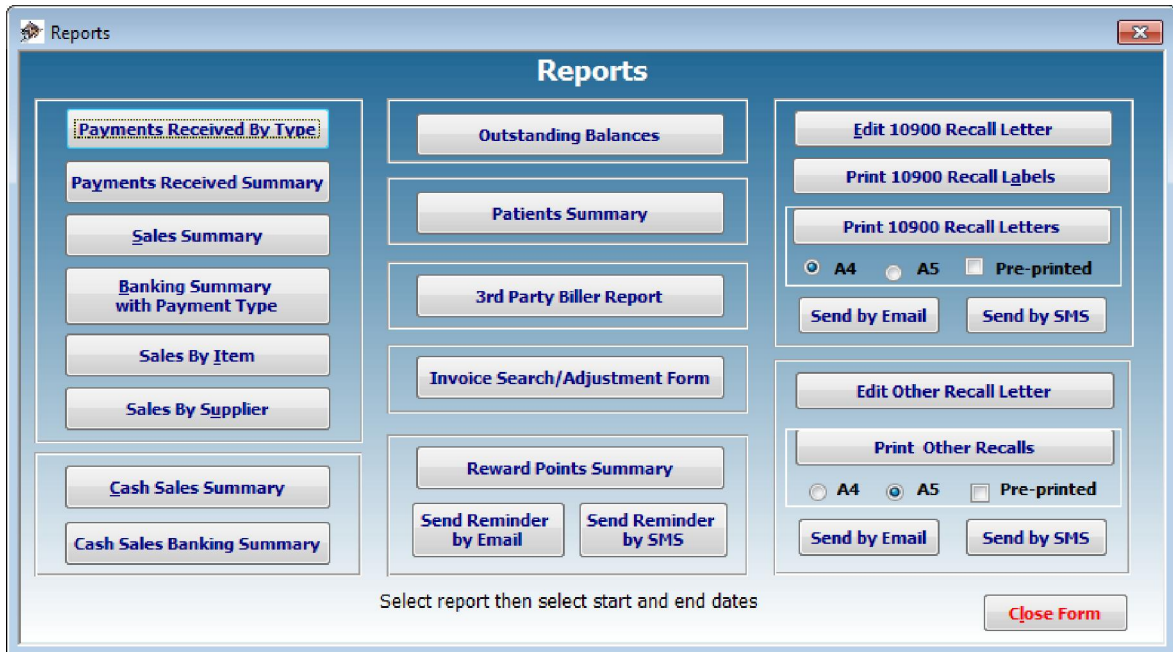 Reports
Reports
Payments Received By Type
Payments Received Summary
Sales Summary
Banking Summary
with Payment Type
Sales By Item
Sales By Supplier
Cash Sales Summary
Cash Sales Banking Summary
Outstanding Balances
Patients Summary
3rd Party Biller Report
Invoice Search/Adjustment Form
Reward Points Summary
Send Reminder
by Email
Send Reminder
by SMS
Edit 10900 Recall Letter
Print 10900 Recall Labels
Print 10900 Recall Letters
A4 A5 Pre-printed
Send by Email Send by SMS
Edit Other Recall Letter
Print Other Recalls
A4 A5 Pre-printed
Send by Email Send by SMS
Select report then select start and end dates
Close Form